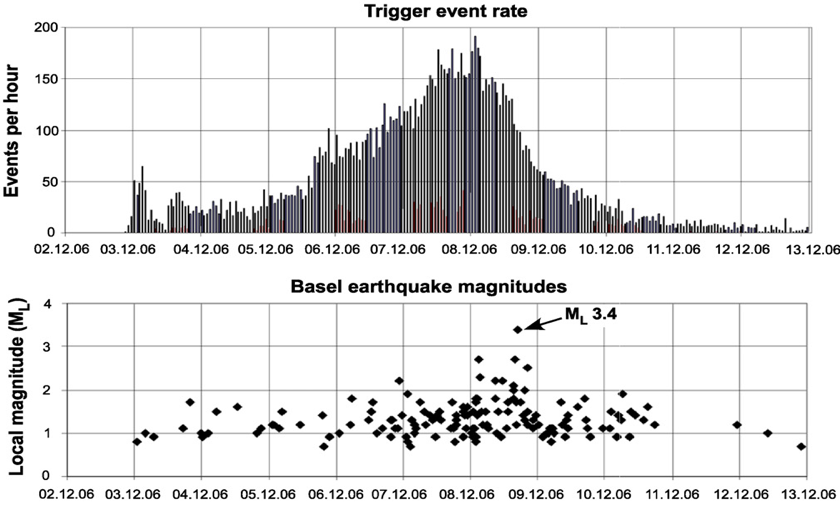 Trigger event rate
Events per hour
200
150
100
50
0
02.12.06 03.12.06 04.12.06 05.12.06 06.12.06 07.12.06 08.12.06 09.12.06 10.12.06 11.12.06 12.12.06 13.12.06
Basel earthquake magnitudes
Local magnitude (ML)
4
3
2
1
0
ML 3.4
02.12.06 03.12.06 04.12.06 05.12.06 06.12.06 07.12.06 08.12.06 09.12.06 10.12.06 11.12.06 12.12.06 13.12.06